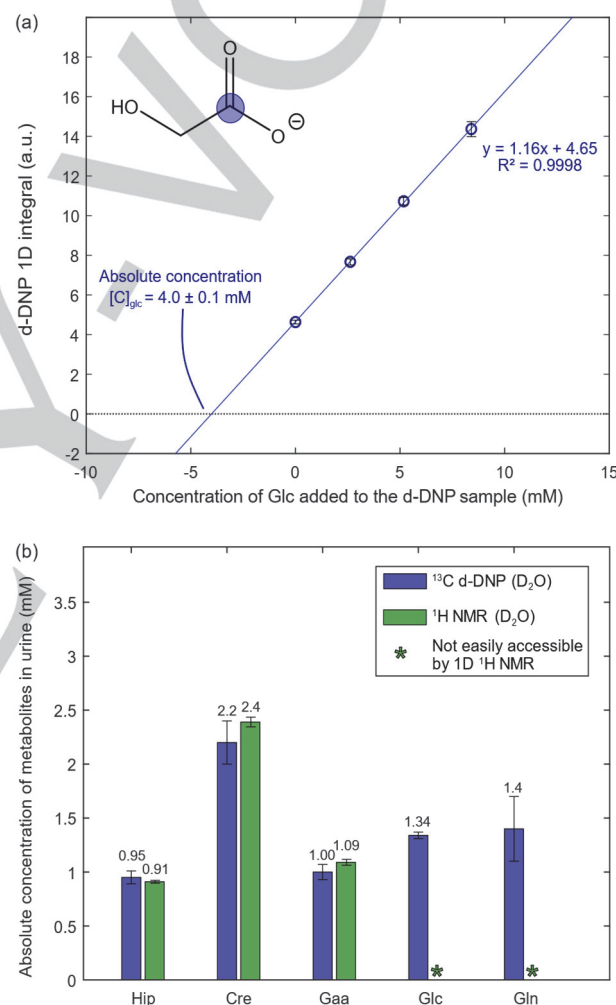 (a)
20
18
16
14
12
10
8
6
4
2
0
-2
d-DNP 1D integral (a.u.)
O
HO
O
⊖
y = 1.16x + 4.65
R² = 0.9998
Absolute concentration
[C]glc = 4.0 ± 0.1 mM
-10
-5
0
5
10
15
Concentration of Glc added to the d-DNP sample (mM)
(b)
Absolute concentration of metabolites in urine (mM)
3.5
3
2.5
2
1.5
1
0.5
0
¹³C d-DNP (D₂O)
¹H NMR (D₂O)
* Not easily accessible
by 1D ¹H NMR
0.95
0.91
2.2
2.4
1.00
1.09
1.34
*
1.4
*
Hip
Cre
Gaa
Glc
Gln